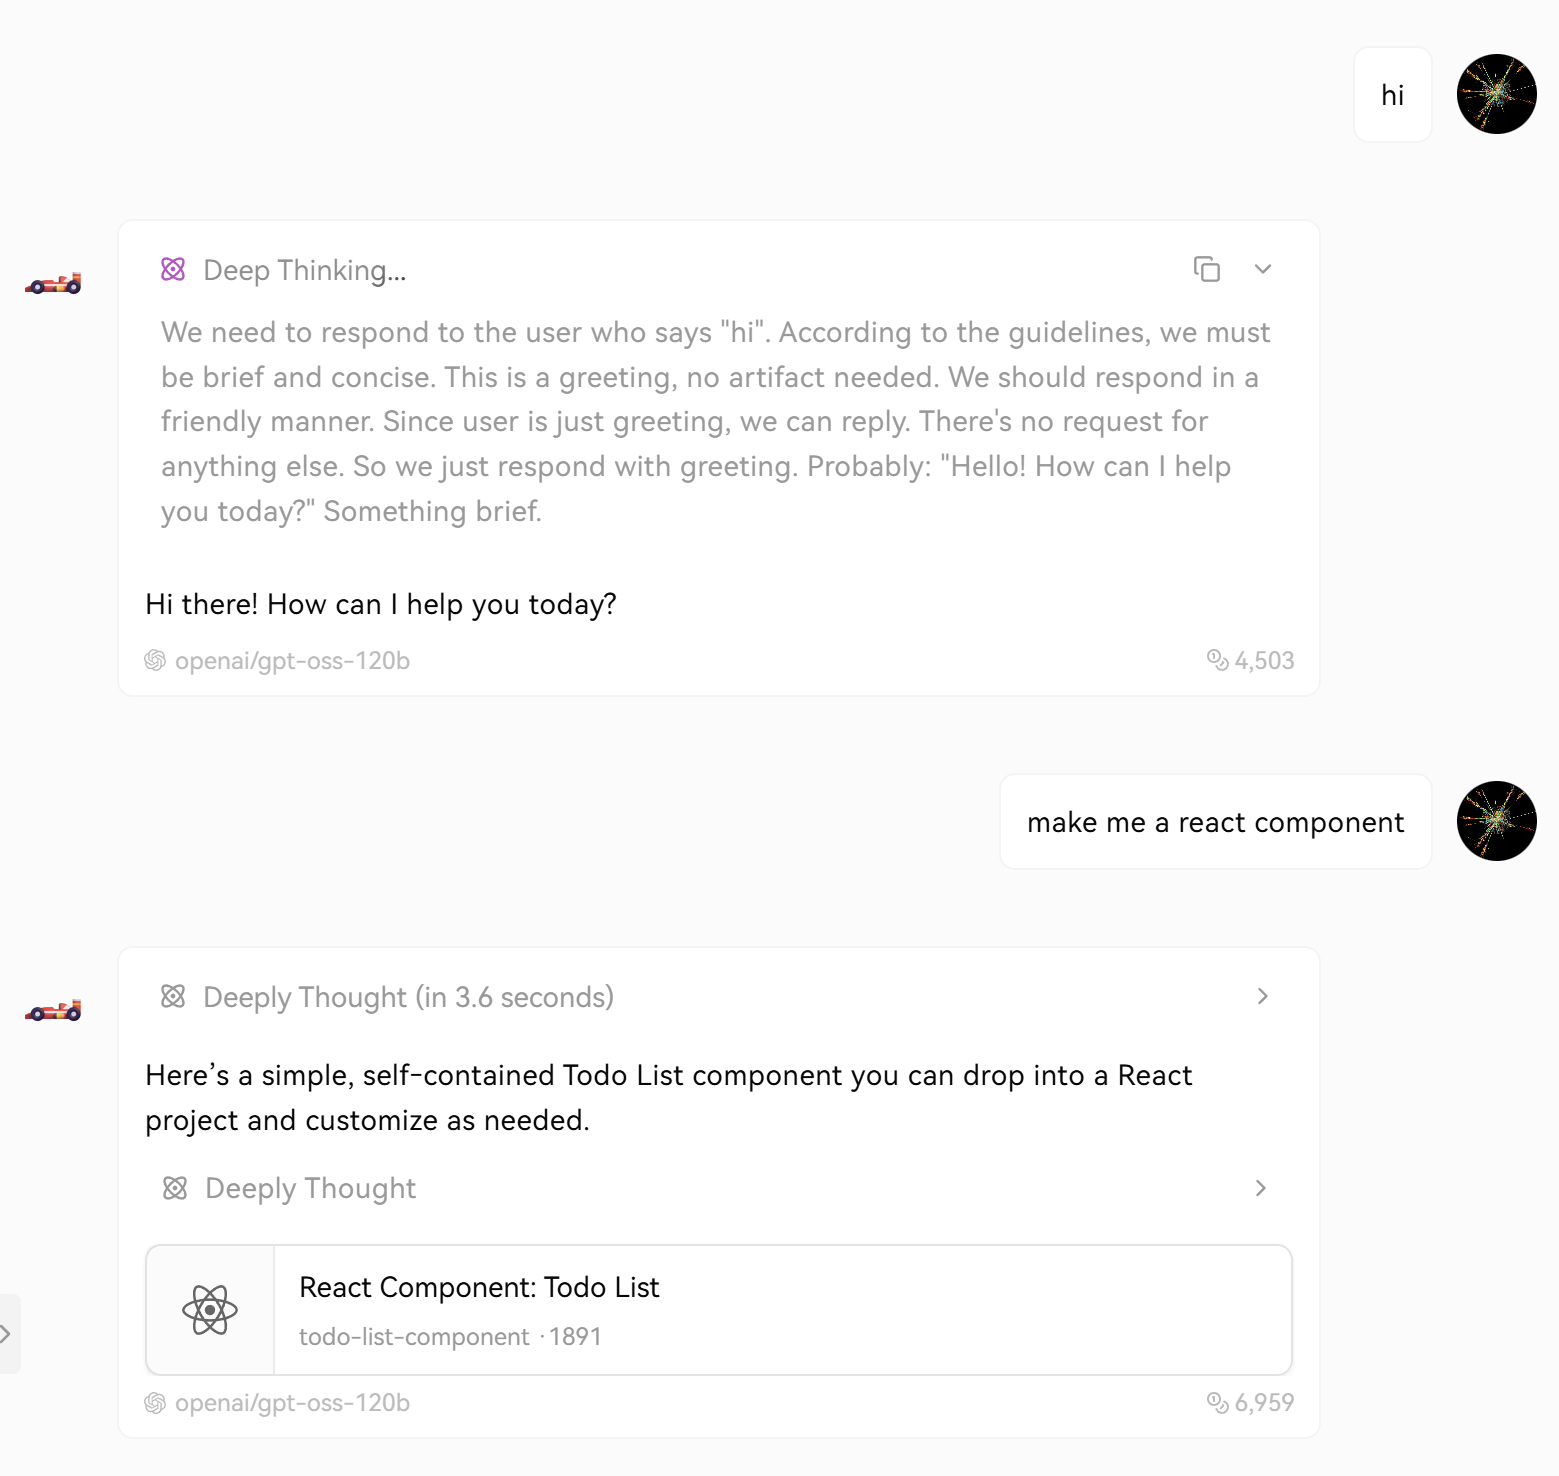 hi
Deep Thinking...
We need to respond to the user who says "hi". According to the guidelines, we must
be brief and concise. This is a greeting, no artifact needed. We should respond in a
friendly manner. Since user is just greeting, we can reply. There's no request for
anything else. So we just respond with greeting. Probably: "Hello! How can I help
you today?" Something brief.
Hi there! How can I help you today?
openai/gpt-oss-120b 4,503
make me a react component
Deeply Thought (in 3.6 seconds)
Here’s a simple, self-contained Todo List component you can drop into a React
project and customize as needed.
Deeply Thought
React Component: Todo List
todo-list-component · 1891
openai/gpt-oss-120b 6,959